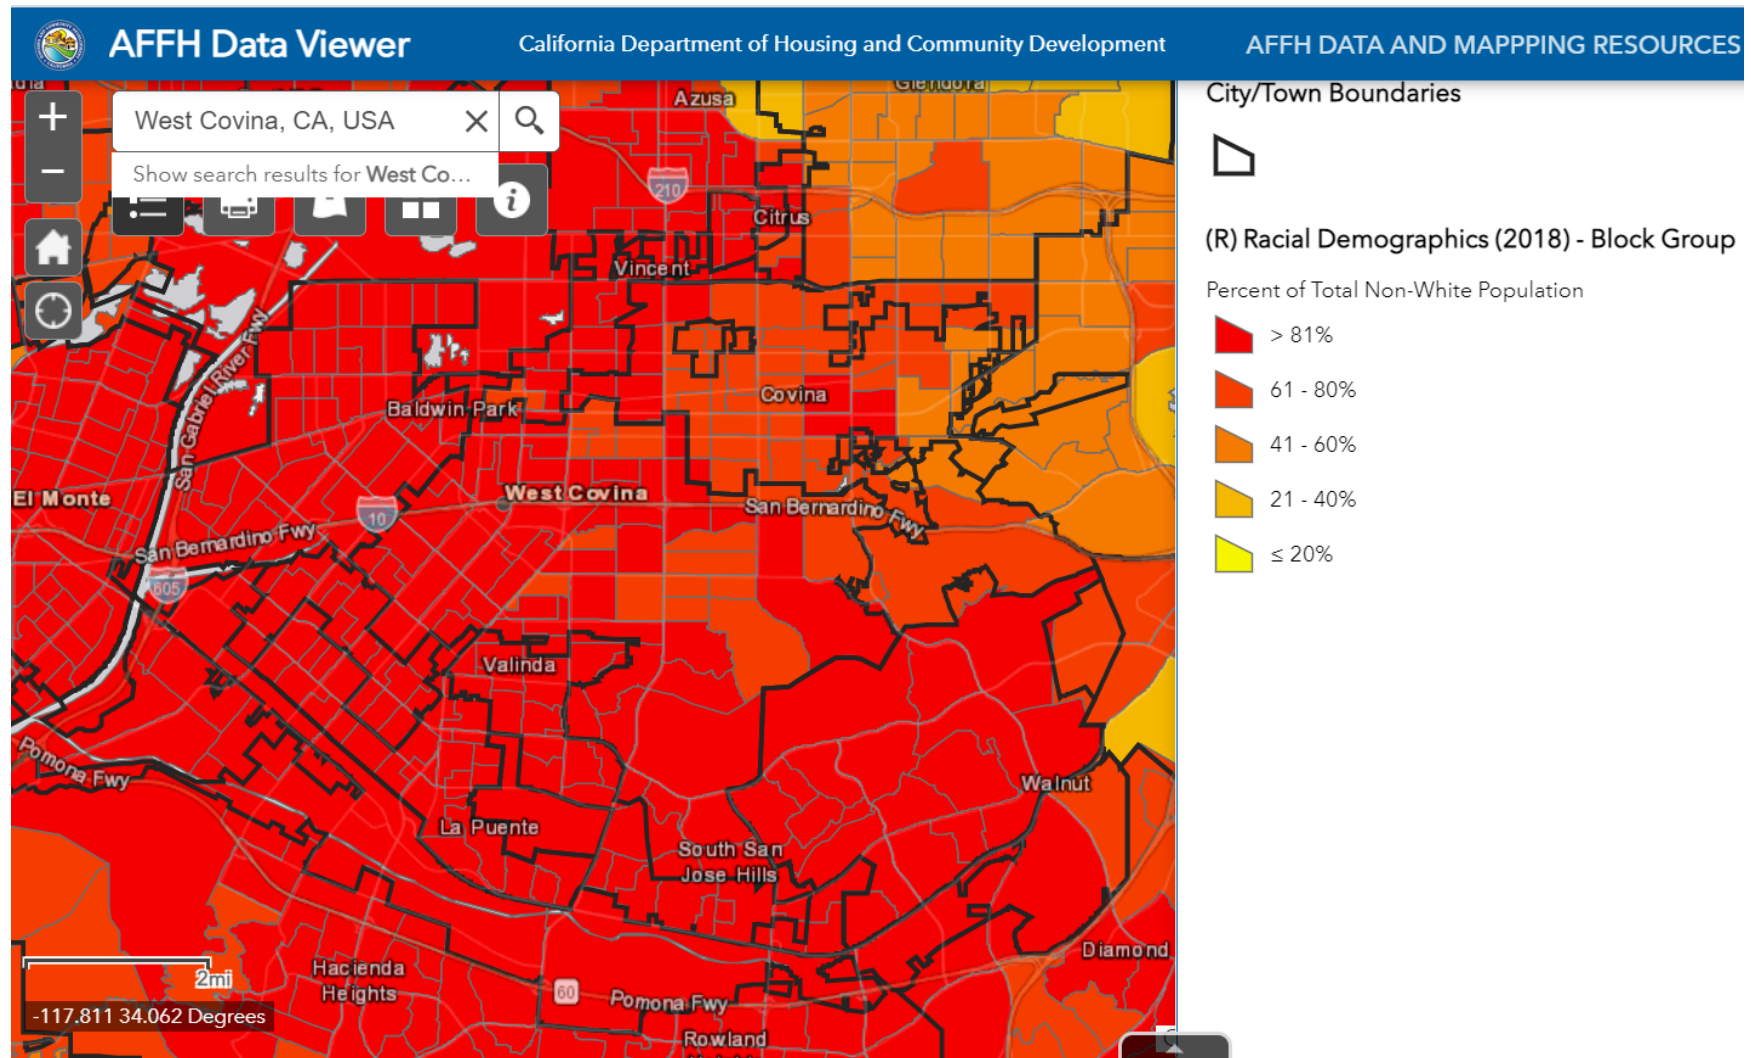 AFFH Data Viewer
California Department of Housing and Community Development
AFFH DATA AND MAPPPING RESOURCES
West Covina, CA, USA
Show search results for West Co...
Azusa
Glendora
210
Citrus
Vincent
San Gabriel River Fwy
Baldwin Park
Covina
El Monte
West Covina
10
San Bernardino Fwy
San Bernardino Fwy
605
Valinda
Pomona Fwy
Walnut
La Puente
South San
Jose Hills
Diamond
Hacienda
Heights
2mi
60
Pomona Fwy
-117.811 34.062 Degrees
Rowland
City/Town Boundaries
(R) Racial Demographics (2018) - Block Group
Percent of Total Non-White Population
> 81%
61 - 80%
41 - 60%
21 - 40%
≤ 20%